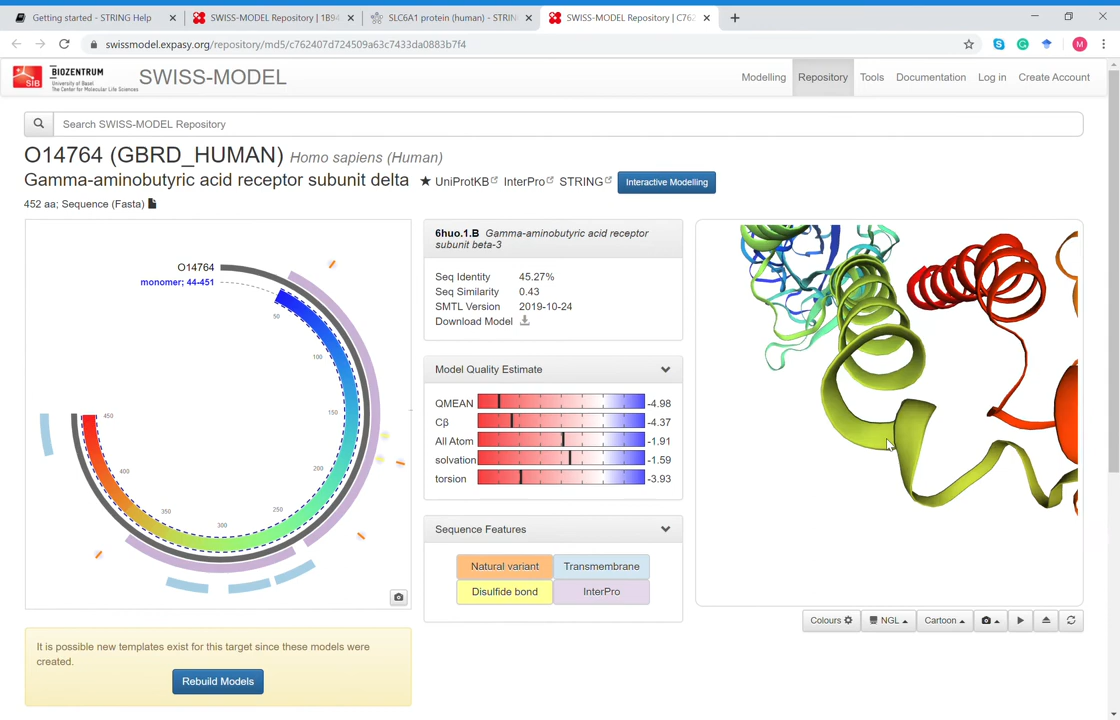 Getting started - STRING Help
SWISS-MODEL Repository | 1B94
SLC6A1 protein (human) - STRIN
SWISS-MODEL Repository | C762
swissmodel.expasy.org/repository/md5/c762407d724509a63c7433da0883b7f4
M
SIB
BIOZENTRUM
University of Basel
The Center for Molecular Life Sciences
SWISS-MODEL
Modelling
Repository
Tools
Documentation
Log in
Create Account
Search SWISS-MODEL Repository
O14764 (GBRD_HUMAN) Homo sapiens (Human)
Gamma-aminobutyric acid receptor subunit delta ★ UniProtKB InterPro STRING Interactive Modelling
452 aa; Sequence (Fasta)
O14764
monomer; 44-451
50
100
150
200
250
300
350
400
450
6huo.1.B Gamma-aminobutyric acid receptor
subunit beta-3
Seq Identity 45.27%
Seq Similarity 0.43
SMTL Version 2019-10-24
Download Model
Model Quality Estimate
QMEAN -4.98
Cβ -4.37
All Atom -1.91
solvation -1.59
torsion -3.93
Sequence Features
Natural variant Transmembrane
Disulfide bond InterPro
Colours NGL Cartoon
It is possible new templates exist for this target since these models were
created.
Rebuild Models